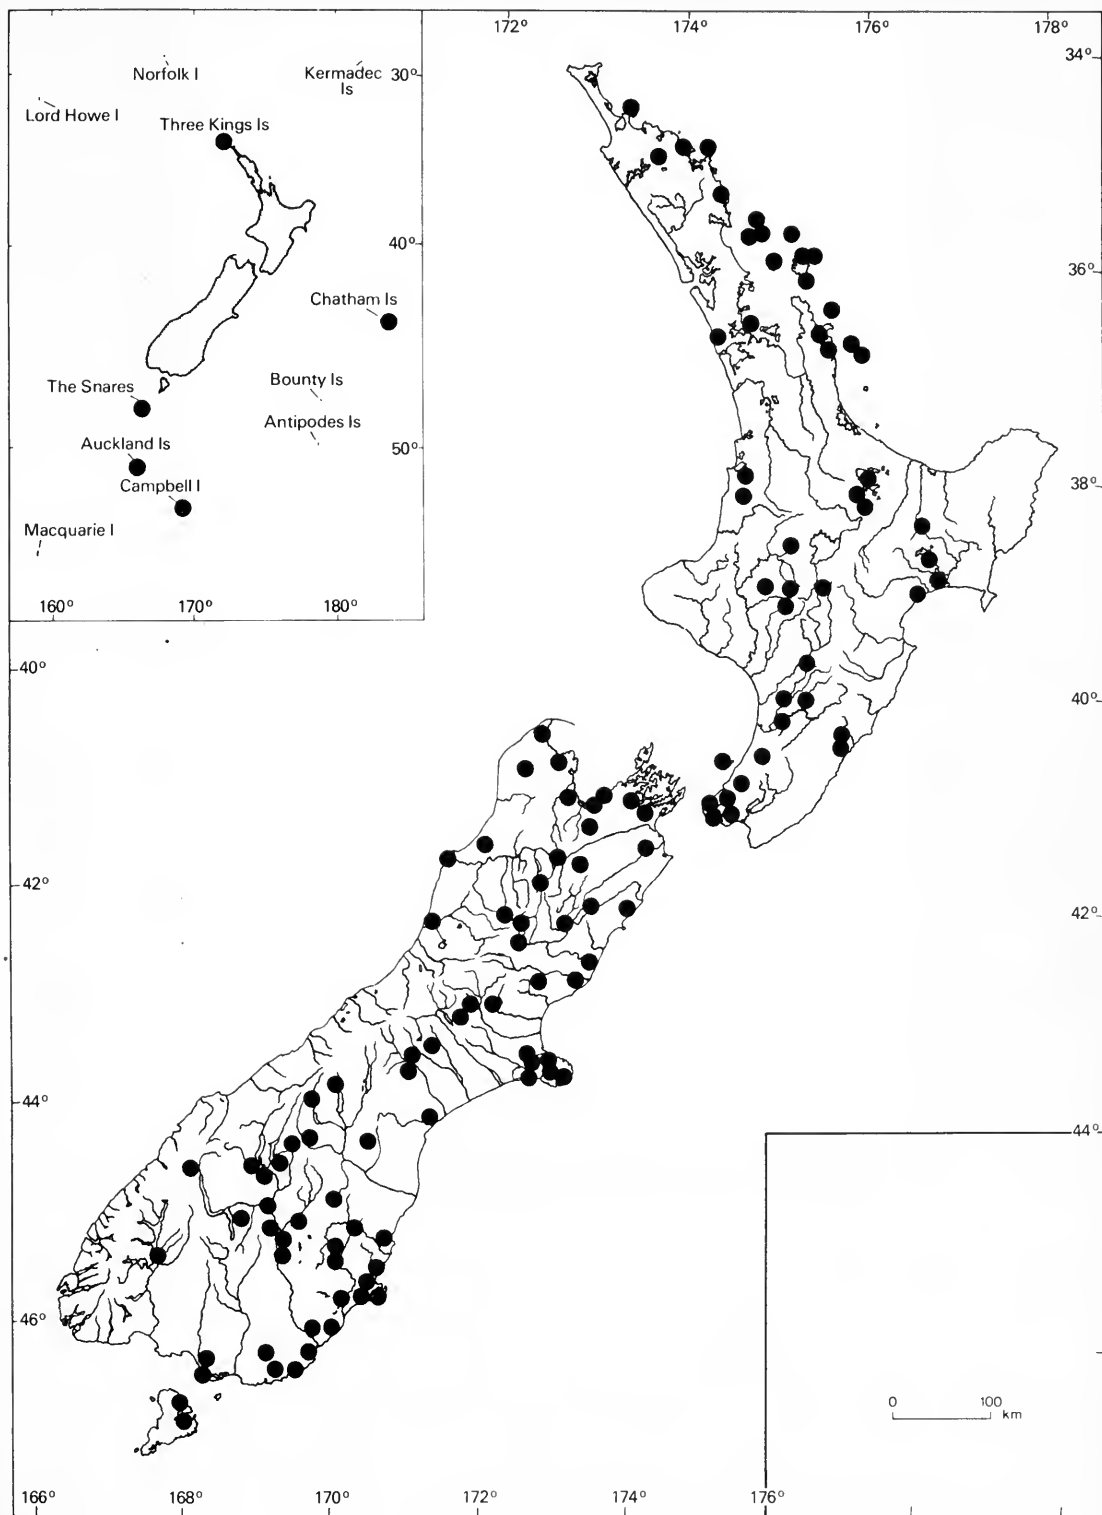 172° 174° 176° 178°
34°
Norfolk I
Kermadec
Is
30°
Lord Howe I
Three Kings Is
40°
36°
Chatham Is
The Snares
Bounty Is
Antipodes Is
Auckland Is
50°
Campbell I
38°
Macquarie I
160° 170° 180°
40°
40°
42°
42°
44°
44°
46°
0 100
km
166° 168° 170° 172° 174° 176°